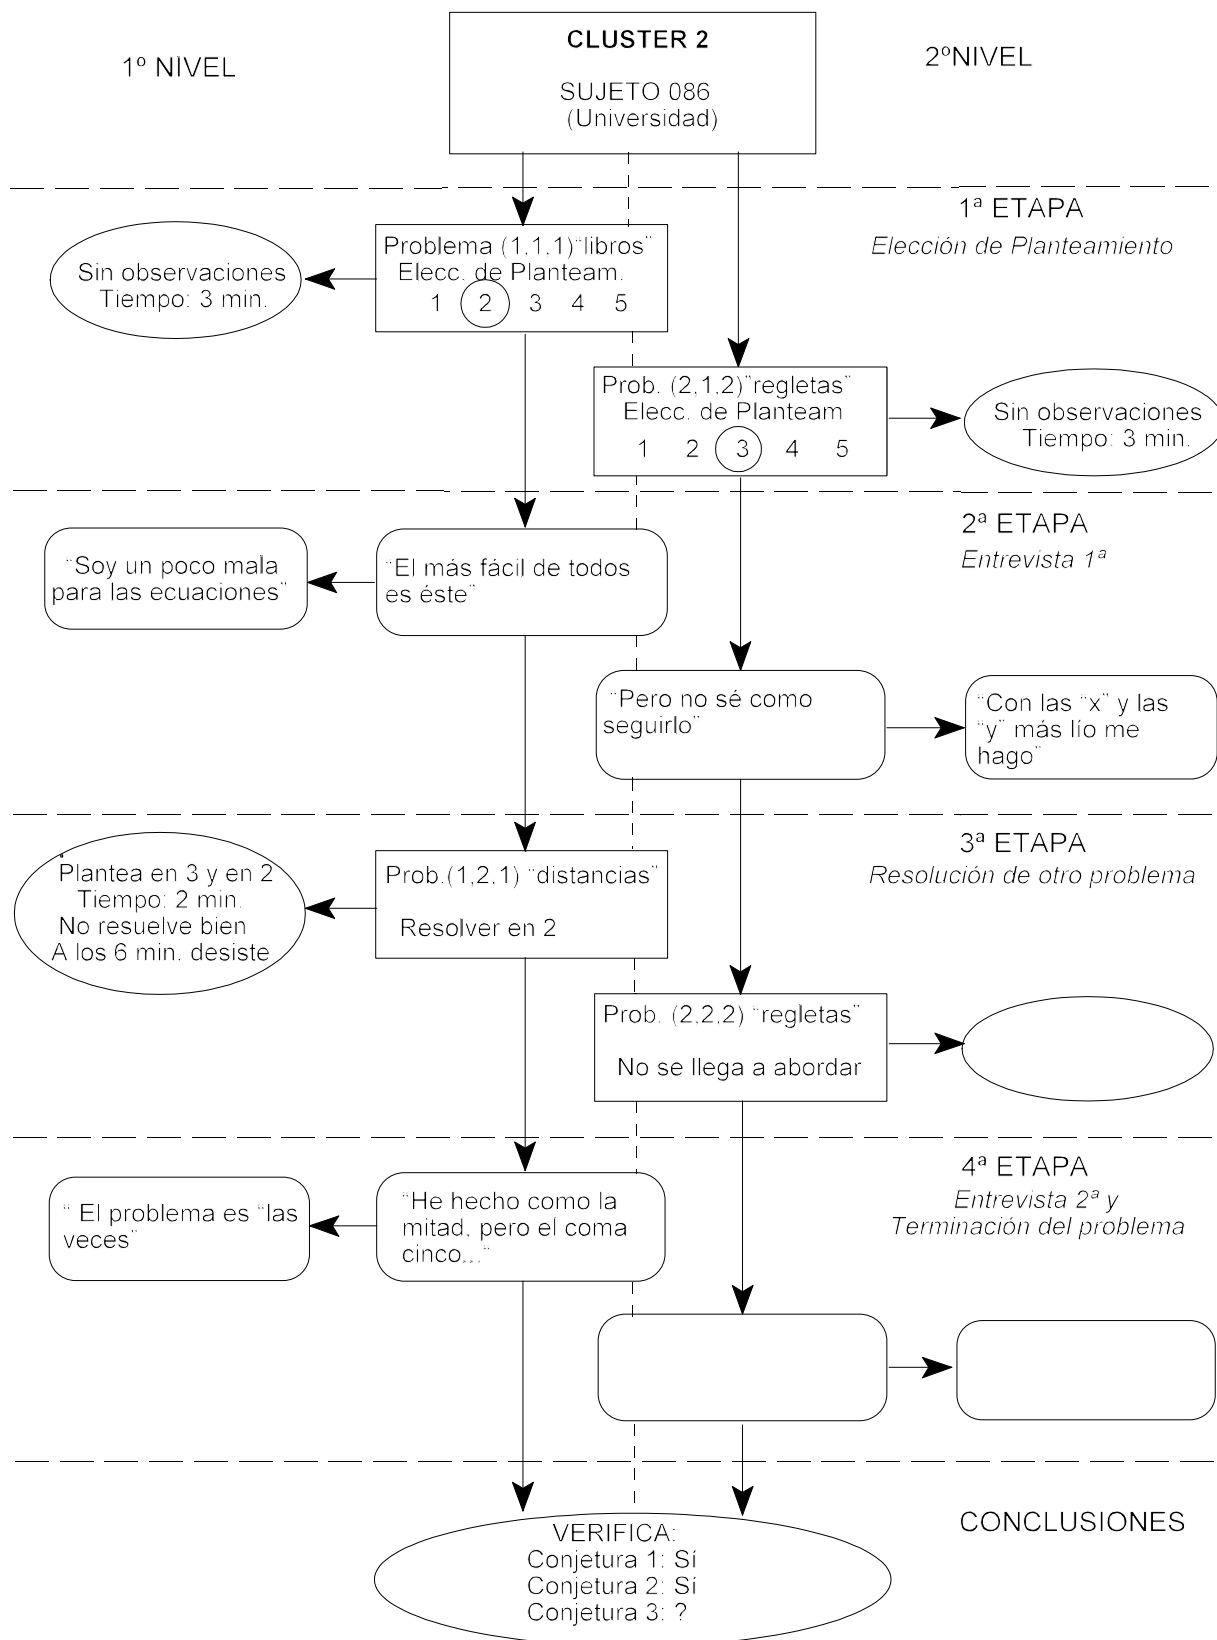 CLUSTER 2
1º NIVEL
2ºNIVEL
SUJETO 086
(Universidad)
1ª ETAPA
Elección de Planteamiento
Problema (1,1,1)¨libros¨
Elecc. de Planteam.
1 2 3 4 5
Sin observaciones
Tiempo: 3 min.
Prob. (2,1,2)¨regletas¨
Elecc. de Planteam
1 2 3 4 5
Sin observaciones
Tiempo: 3 min.
2ª ETAPA
Entrevista 1ª
¨El más fácil de todos
es éste¨
¨Soy un poco mala
para las ecuaciones¨
¨Pero no sé como
seguirlo¨
¨Con las ¨x¨ y las
¨y¨ más lío me
hago¨
3ª ETAPA
Resolución de otro problema
Prob.(1,2,1) ¨distancias¨
Resolver en 2
Plantea en 3 y en 2
Tiempo: 2 min.
No resuelve bien
A los 6 min. desiste
Prob. (2,2,2) ¨regletas¨
No se llega a abordar
4ª ETAPA
Entrevista 2ª y
Terminación del problema
¨He hecho como la
mitad, pero el coma
cinco...¨
¨ El problema es ¨las
veces¨
CONCLUSIONES
VERIFICA:
Conjetura 1: Sí
Conjetura 2: Sí
Conjetura 3: ?